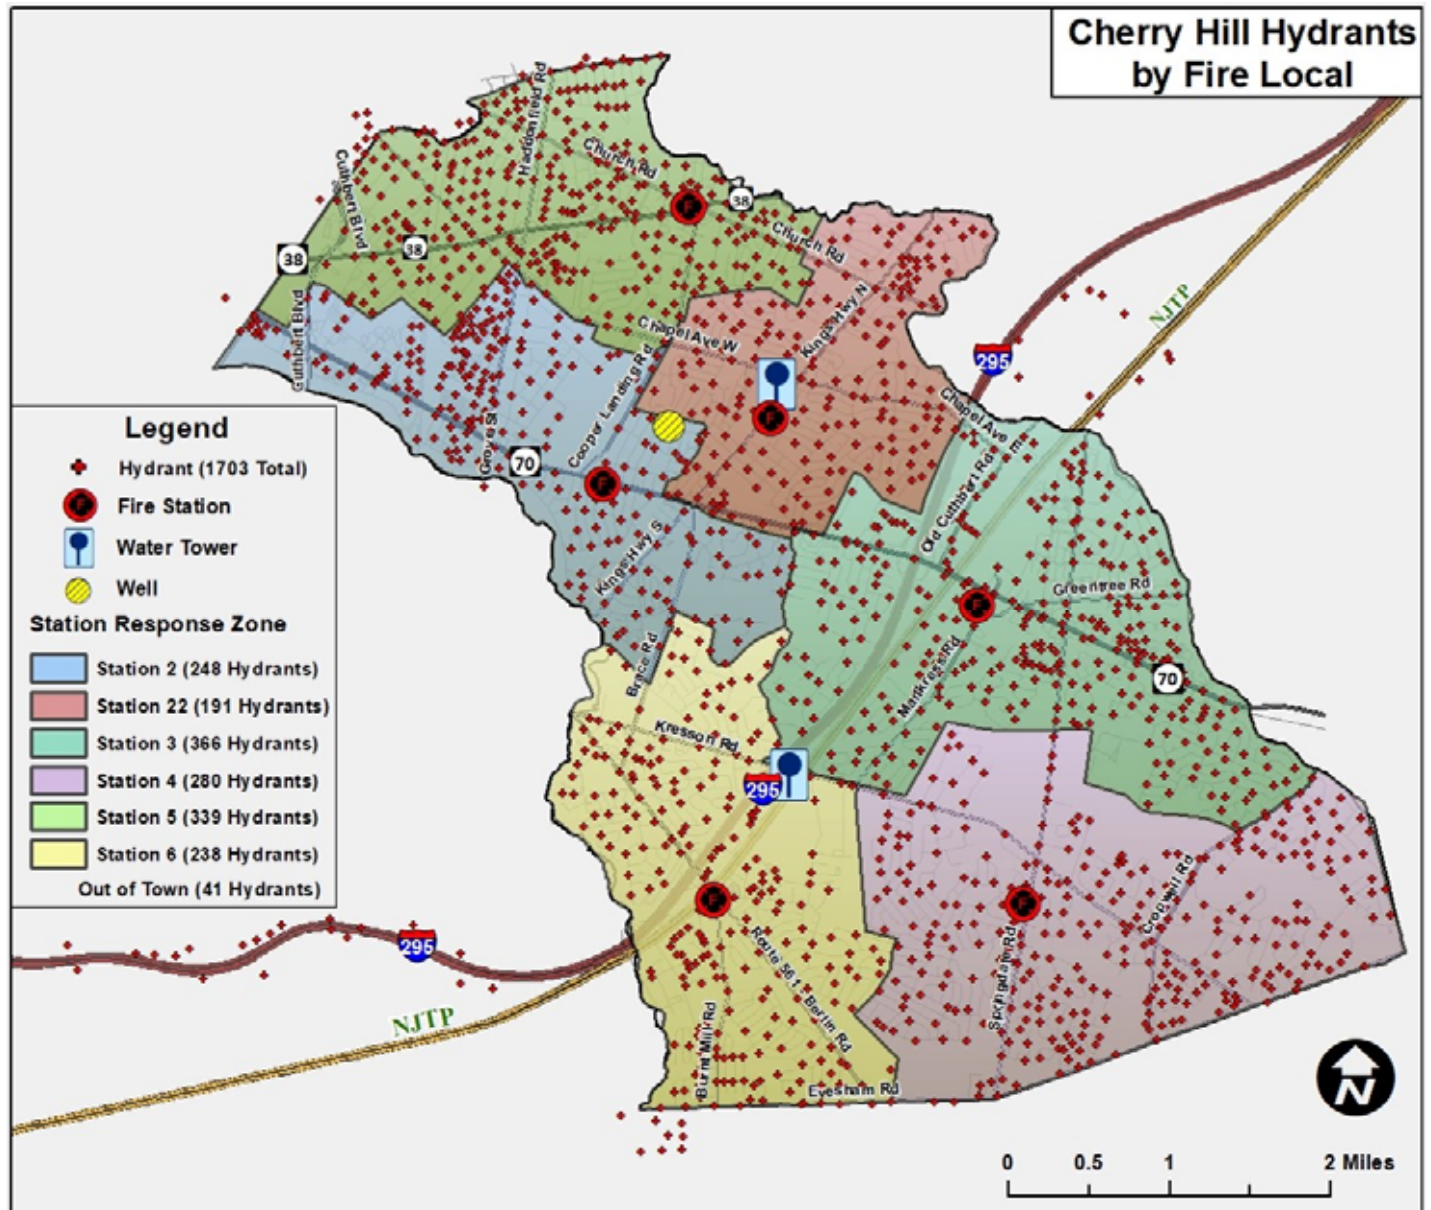 Cherry Hill Hydrants
by Fire Local
Haddonfield Rd
Church Rd
Cuthbert Blvd
38
38
38
Church Rd
Kings Hwy N
NJTP
Cuthbert Blvd
Chapel Ave W
295
Cooper Landing Rd
Chapel Ave E
Grove St
70
F
F
F
Old Cuthbert Rd
Kings Hwy S
Greentree Rd
F
Brace Rd
Markress Rd
70
Kresson Rd
295
Cropwell Rd
F
F
Springdale Rd
Route 561 - Berlin Rd
Burnt Mill Rd
Evesham Rd
295
NJTP
Legend
Hydrant (1703 Total)
F Fire Station
Water Tower
Well
Station Response Zone
Station 2 (248 Hydrants)
Station 22 (191 Hydrants)
Station 3 (366 Hydrants)
Station 4 (280 Hydrants)
Station 5 (339 Hydrants)
Station 6 (238 Hydrants)
Out of Town (41 Hydrants)
N
0 0.5 1 2 Miles